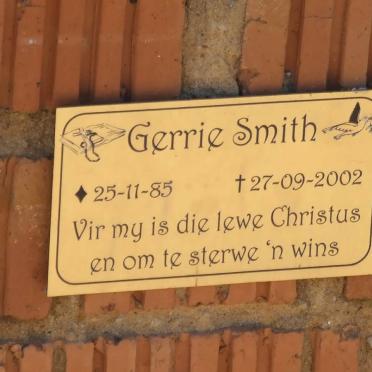 Gerrie Smith
♦ 25-11-85 ✝ 27-09-2002
Vir my is die lewe Christus
en om te sterwe 'n wins